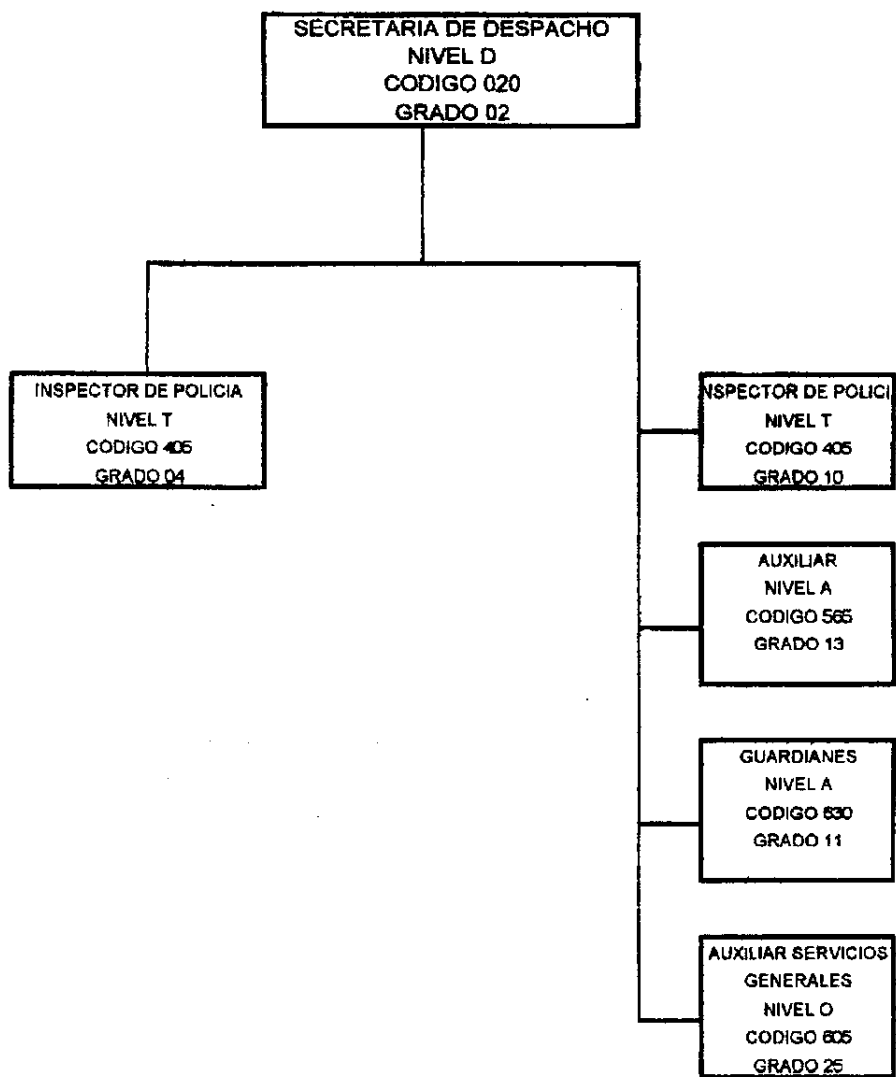 SECRETARIA DE DESPACHO
NIVEL D
CODIGO 020
GRADO 02
INSPECTOR DE POLICIA
NIVEL T
CODIGO 405
GRADO 04
NSPECTOR DE POLICI
NIVEL T
CODIGO 405
GRADO 10
AUXILIAR
NIVEL A
CODIGO 565
GRADO 13
GUARDIANES
NIVEL A
CODIGO 630
GRADO 11
AUXILIAR SERVICIOS
GENERALES
NIVEL O
CODIGO 605
GRADO 25